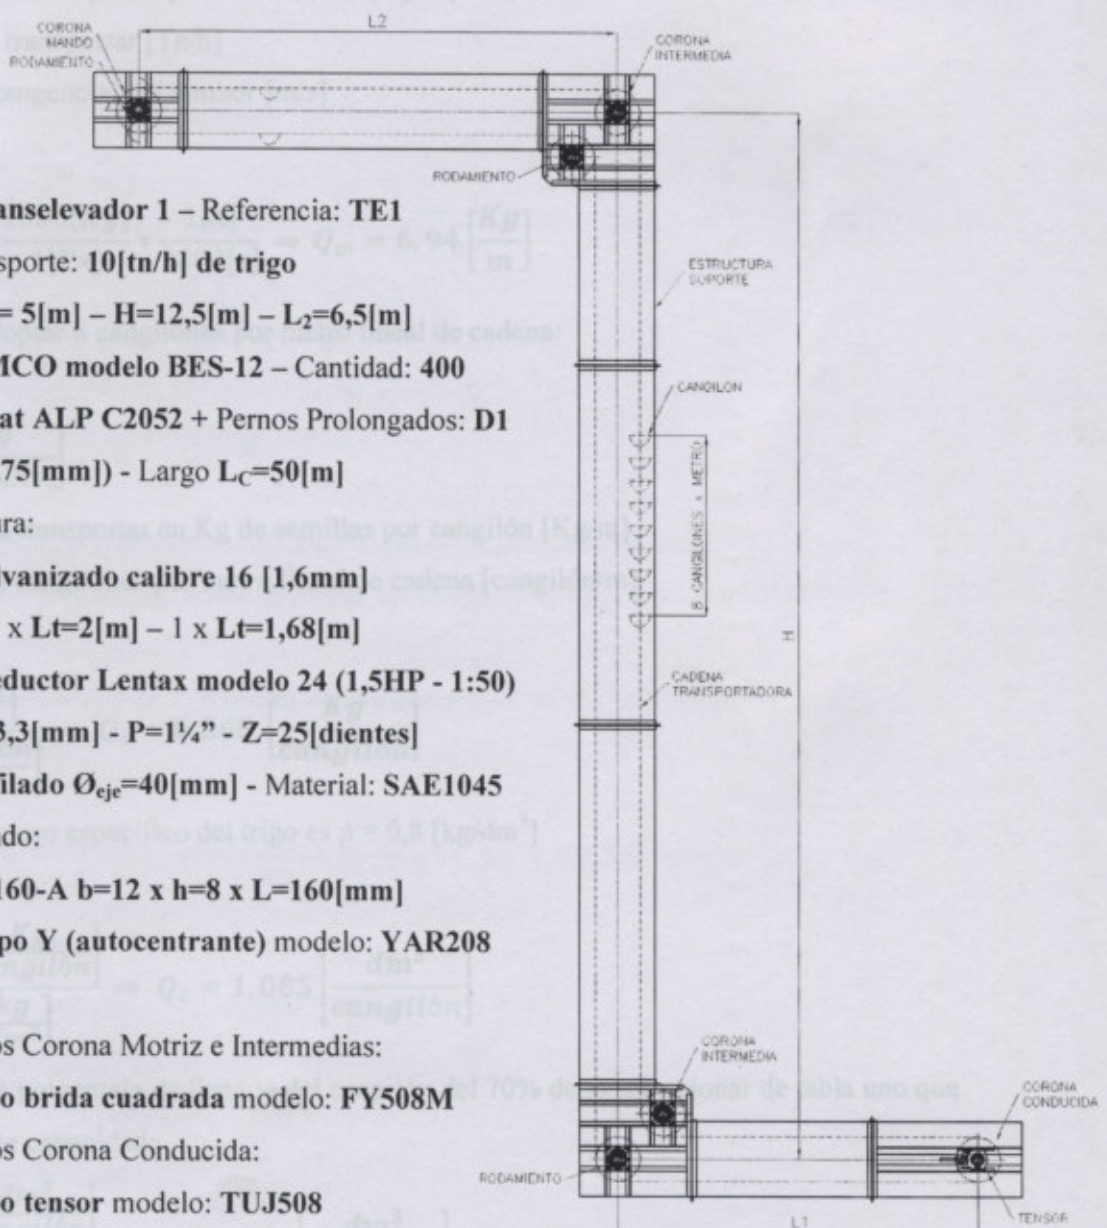 L2
CORONA
MANDO
RODAMIENTO
CORONA
INTERMEDIA
RODAMIENTO
anselevador 1 – Referencia: TE1
sporte: 10[tn/h] de trigo
= 5[m] – H=12,5[m] – L₂=6,5[m]
MCO modelo BES-12 – Cantidad: 400
at ALP C2052 + Pernos Prolongados: D1
75[mm]) - Largo L_C=50[m]
ura:
lvanizado calibre 16 [1,6mm]
x Lt=2[m] – 1 x Lt=1,68[m]
eductor Lentax modelo 24 (1,5HP - 1:50)
3,3[mm] - P=1¼” - Z=25[dientes]
filado Ø_eje=40[mm] - Material: SAE1045
do:
160-A b=12 x h=8 x L=160[mm]
po Y (autocentrante) modelo: YAR208
os Corona Motriz e Intermedias:
o brida cuadrada modelo: FY508M
os Corona Conducida:
o tensor modelo: TUJ508
ESTRUCTURA
SOPORTE
CANGILON
8 CANGILONES x METRO
H
CADENA
TRANSPORTADORA
CORONA
INTERMEDIA
CORONA
CONDUCIDA
RODAMIENTO
TENSOR
L1